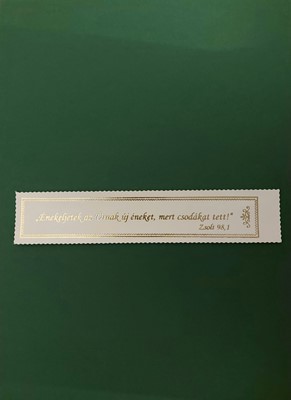 „Énekeljetek az Úrnak új éneket, mert csodákat tett!"
Zsolt 98,1